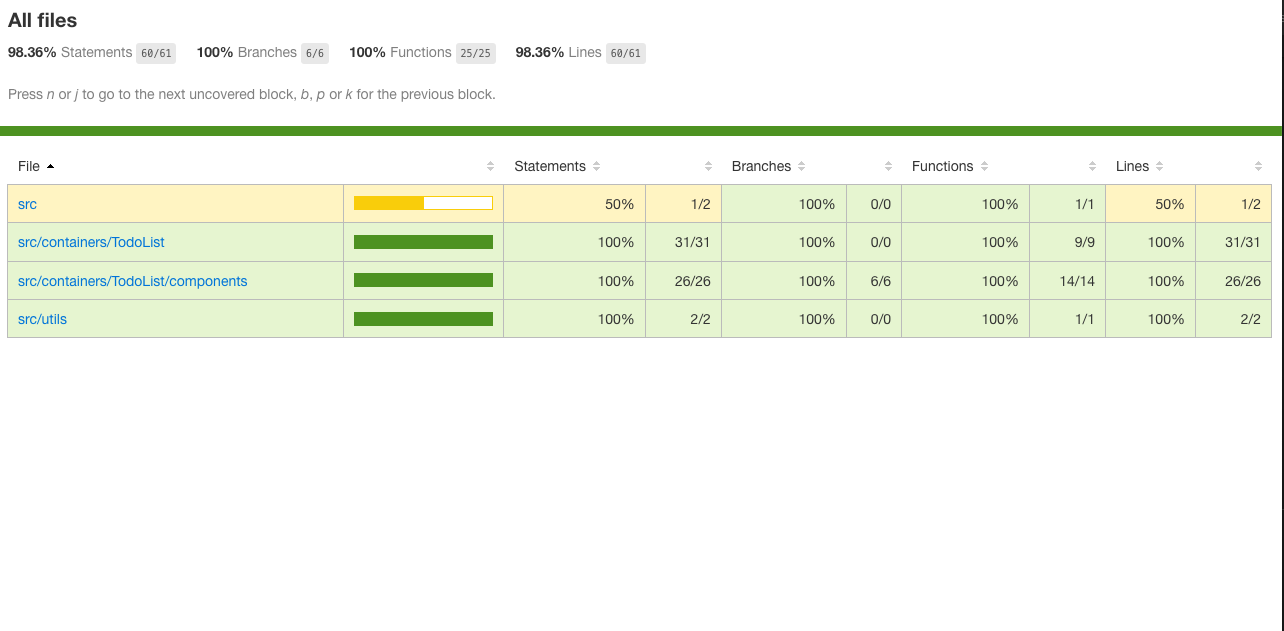 All files
98.36% Statements 60/61 100% Branches 6/6 100% Functions 25/25 98.36% Lines 60/61
Press n or j to go to the next uncovered block, b, p or k for the previous block.
File Statements Branches Functions Lines
src 50% 1/2 100% 0/0 100% 1/1 50% 1/2
src/containers/TodoList 100% 31/31 100% 0/0 100% 9/9 100% 31/31
src/containers/TodoList/components 100% 26/26 100% 6/6 100% 14/14 100% 26/26
src/utils 100% 2/2 100% 0/0 100% 1/1 100% 2/2